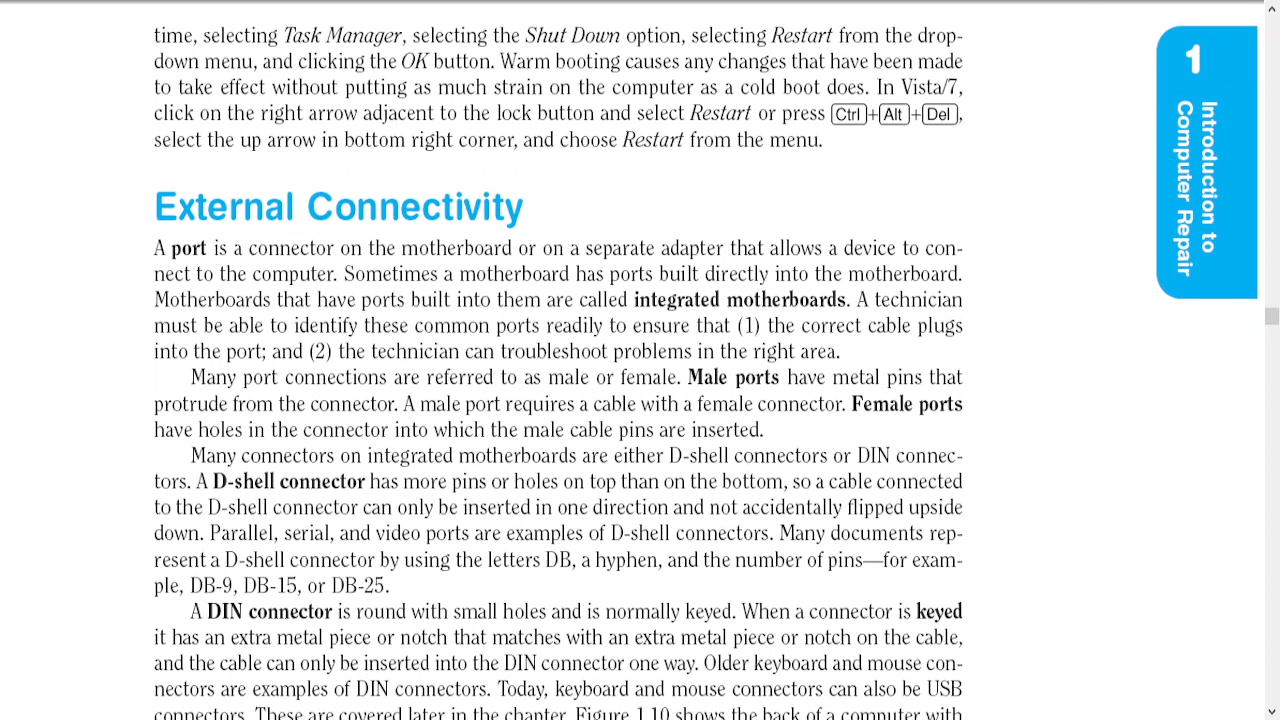 time, selecting Task Manager, selecting the Shut Down option, selecting Restart from the drop-
down menu, and clicking the OK button. Warm booting causes any changes that have been made
to take effect without putting as much strain on the computer as a cold boot does. In Vista/7,
click on the right arrow adjacent to the lock button and select Restart or press Ctrl+Alt+Del,
select the up arrow in bottom right corner, and choose Restart from the menu.
External Connectivity
A port is a connector on the motherboard or on a separate adapter that allows a device to con-
nect to the computer. Sometimes a motherboard has ports built directly into the motherboard.
Motherboards that have ports built into them are called integrated motherboards. A technician
must be able to identify these common ports readily to ensure that (1) the correct cable plugs
into the port; and (2) the technician can troubleshoot problems in the right area.
Many port connections are referred to as male or female. Male ports have metal pins that
protrude from the connector. A male port requires a cable with a female connector. Female ports
have holes in the connector into which the male cable pins are inserted.
Many connectors on integrated motherboards are either D-shell connectors or DIN connec-
tors. A D-shell connector has more pins or holes on top than on the bottom, so a cable connected
to the D-shell connector can only be inserted in one direction and not accidentally flipped upside
down. Parallel, serial, and video ports are examples of D-shell connectors. Many documents rep-
resent a D-shell connector by using the letters DB, a hyphen, and the number of pins—for exam-
ple, DB-9, DB-15, or DB-25.
A DIN connector is round with small holes and is normally keyed. When a connector is keyed
it has an extra metal piece or notch that matches with an extra metal piece or notch on the cable,
and the cable can only be inserted into the DIN connector one way. Older keyboard and mouse con-
nectors are examples of DIN connectors. Today, keyboard and mouse connectors can also be USB
connectors. These are covered later in the chapter. Figure 1.10 shows the back of a computer with
1
Introduction to
Computer Repair